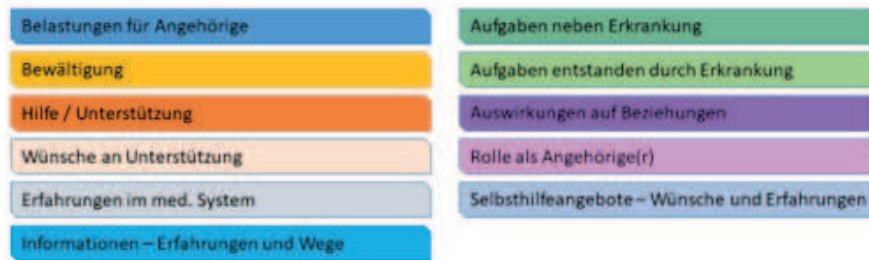 Belastungen für Angehörige
Bewältigung
Hilfe / Unterstützung
Wünsche an Unterstützung
Erfahrungen im med. System
Informationen – Erfahrungen und Wege
Aufgaben neben Erkrankung
Aufgaben entstanden durch Erkrankung
Auswirkungen auf Beziehungen
Rolle als Angehörige(r)
Selbsthilfeangebote – Wünsche und Erfahrungen